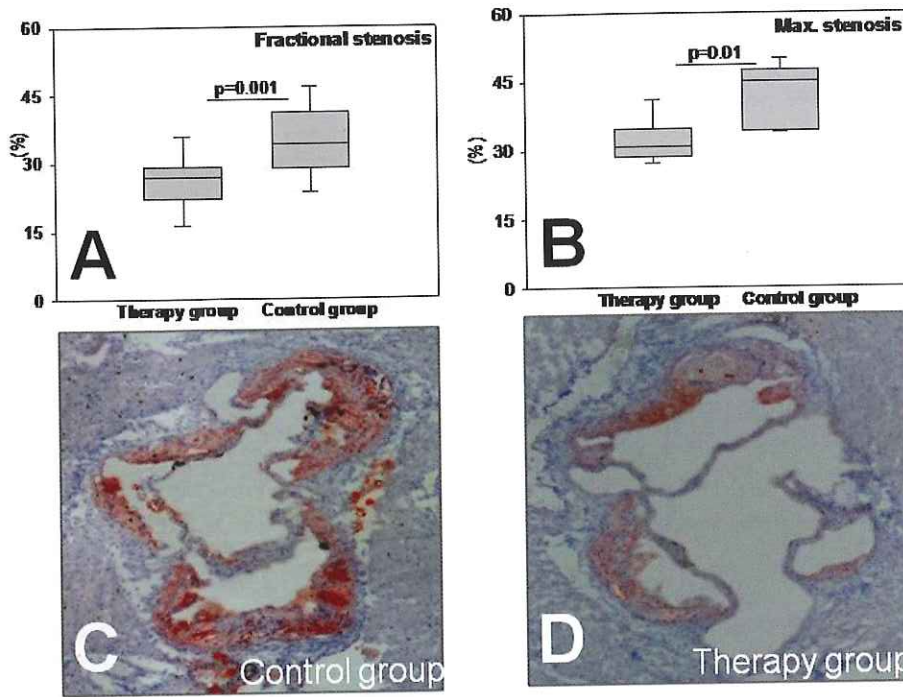 60
Fractional stenosis
45
p=0.001
(%)
30
15
A
0
Therapy group
Control group
60
Max. stenosis
45
p=0.01
(%)
30
15
B
0
Therapy group
Control group
C
Control group
D
Therapy group